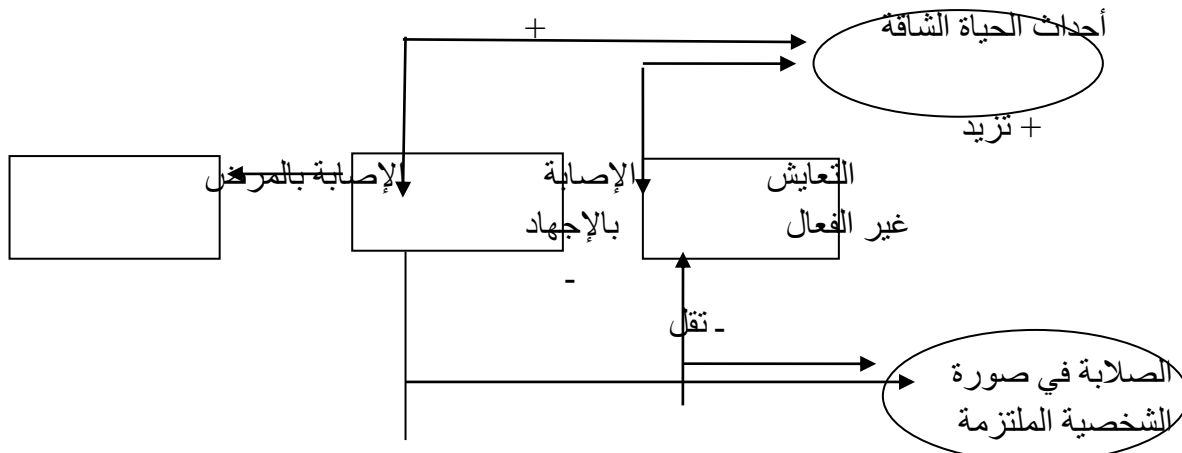 أحداث الحياة الشاقة
+
+ تزيد
التعايش
غير الفعال
الإصابة
بالإجهاد
الإصابة بالمرض
-
- تقل
الصلابة في صورة
الشخصية الملتزمة